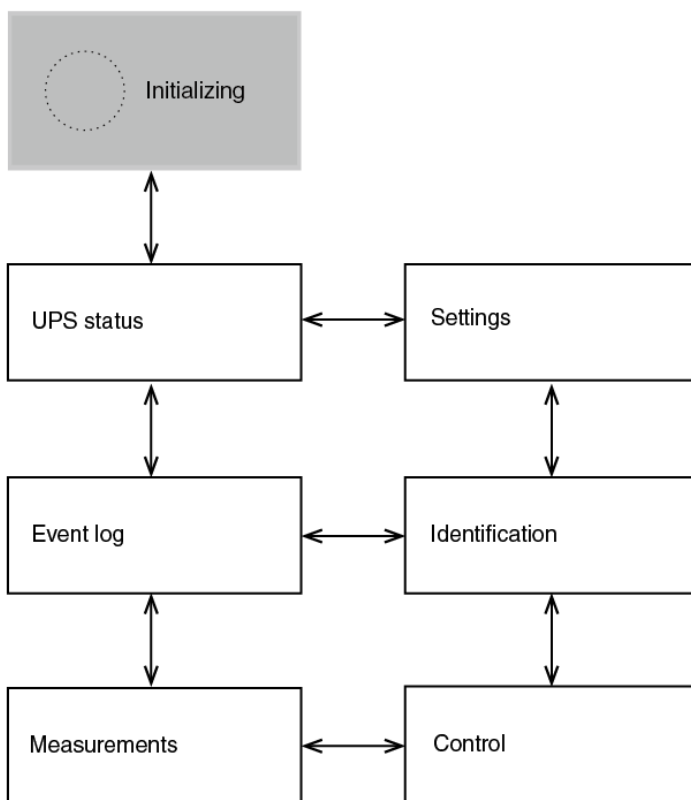 Initializing
UPS status
Settings
Event log
Identification
Measurements
Control